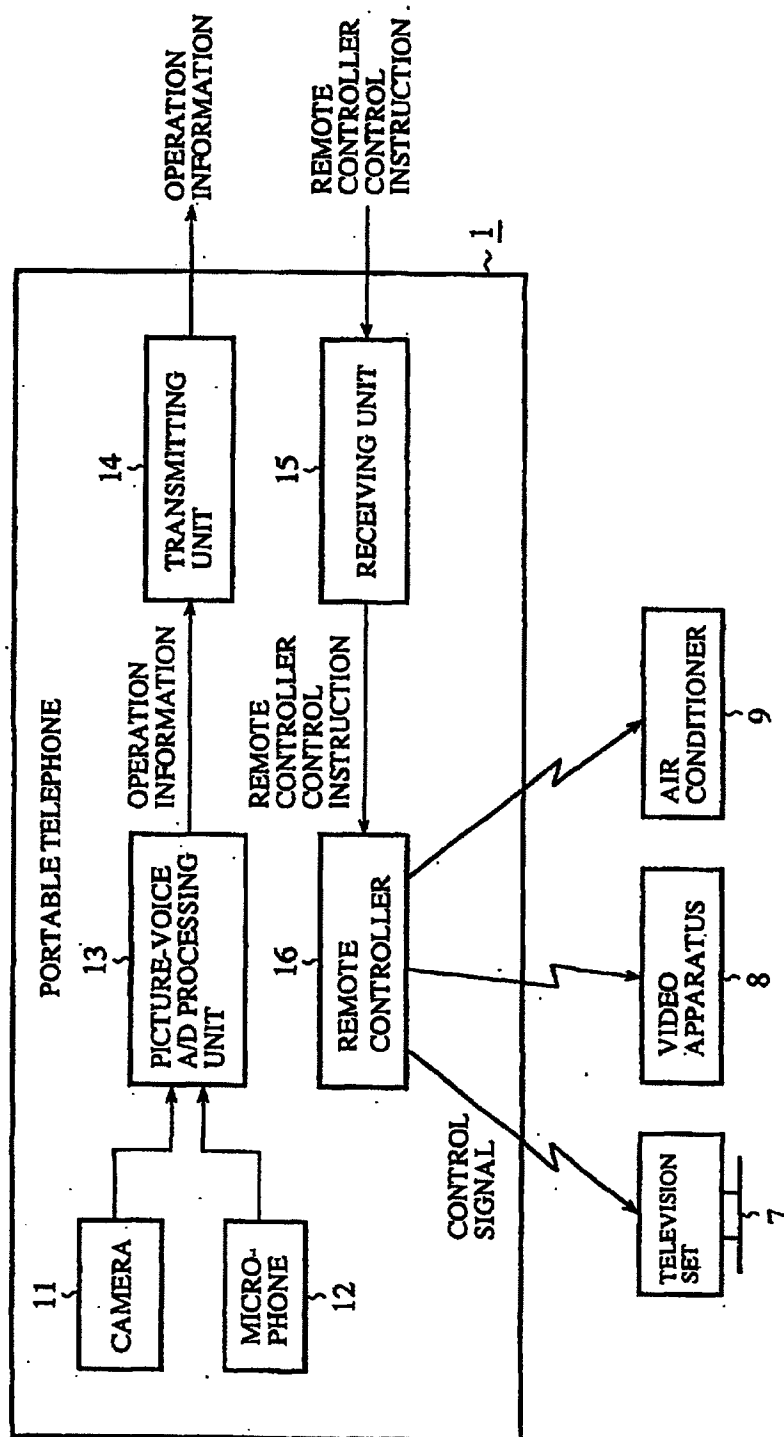 PORTABLE TELEPHONE
11
CAMERA
MICRO-
PHONE
12
13
PICTURE-VOICE
A/D PROCESSING
UNIT
OPERATION
INFORMATION
14
TRANSMITTING
UNIT
OPERATION
INFORMATION
16
REMOTE
CONTROLLER
REMOTE
CONTROLLER
CONTROL
INSTRUCTION
15
RECEIVING UNIT
REMOTE
CONTROLLER
CONTROL
INSTRUCTION
1
CONTROL
SIGNAL
TELEVISION
SET
7
VIDEO
APPARATUS
8
AIR
CONDITIONER
9